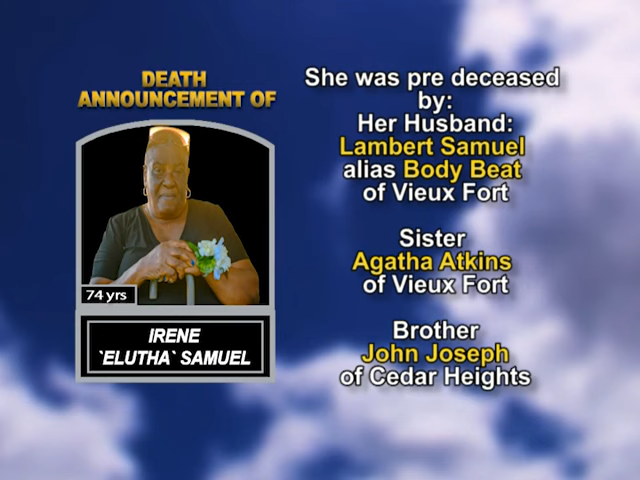 DEATH
ANNOUNCEMENT OF
74 yrs
IRENE
`ELUTHA` SAMUEL
She was pre deceased
by:
Her Husband:
Lambert Samuel
alias Body Beat
of Vieux Fort
Sister
Agatha Atkins
of Vieux Fort
Brother
John Joseph
of Cedar Heights